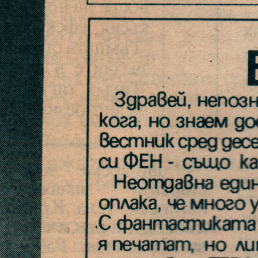 Здравей, непозн
кога, но знаем дос
вестник сред десе
си ФЕН - също ка
Неотдавна един
оплака, че много у
С фантастиката
я печатат, но ли